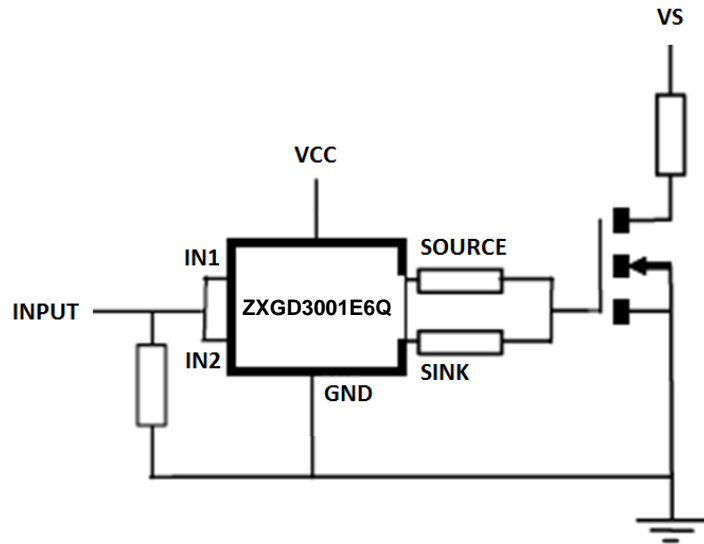 VS
VCC
IN1
SOURCE
ZXGD3001E6Q
INPUT
IN2
SINK
GND